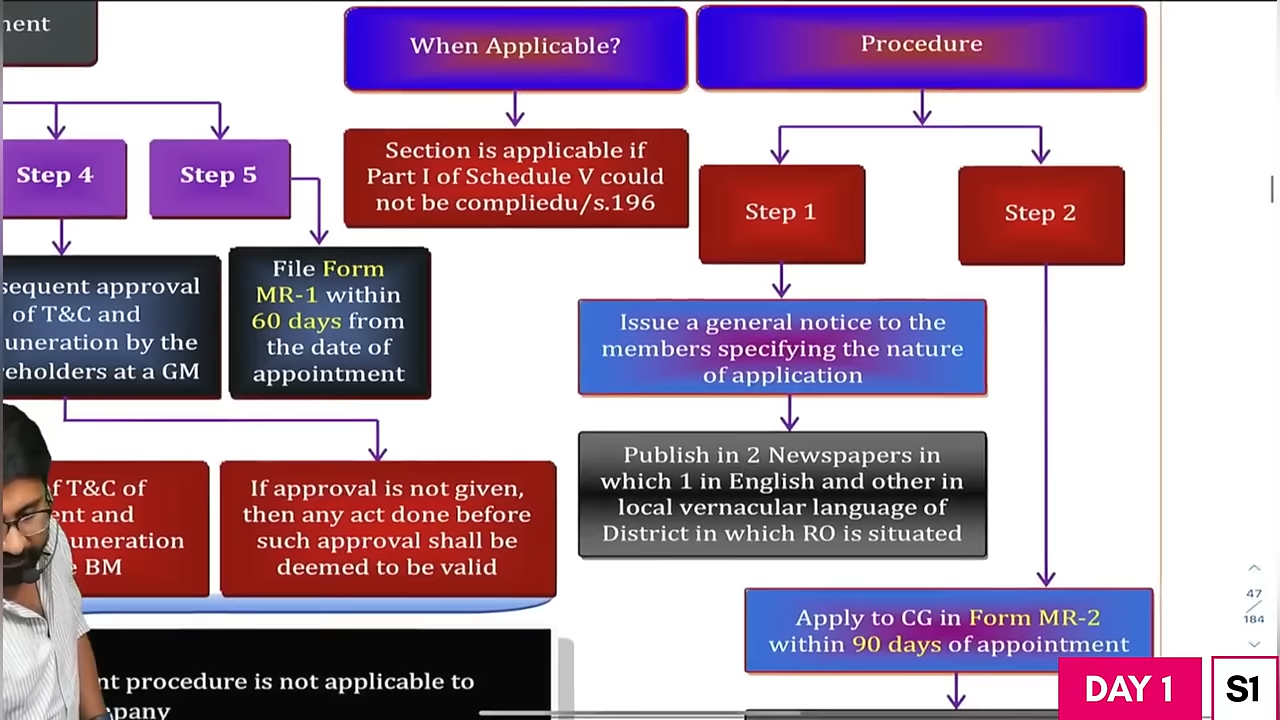 ent
When Applicable?
Procedure
Step 4
Step 5
Section is applicable if
Part I of Schedule V could
not be compliedu/s.196
Step 1
Step 2
sequent approval
of T&C and
uneration by the
reholders at a GM
File Form
MR-1 within
60 days from
the date of
appointment
Issue a general notice to the
members specifying the nature
of application
Publish in 2 Newspapers in
which 1 in English and other in
local vernacular language of
District in which RO is situated
f T&C of
ent and
uneration
e BM
If approval is not given,
then any act done before
such approval shall be
deemed to be valid
Apply to CG in Form MR-2
within 90 days of appointment
47
184
nt procedure is not applicable to
pany
DAY 1
S1